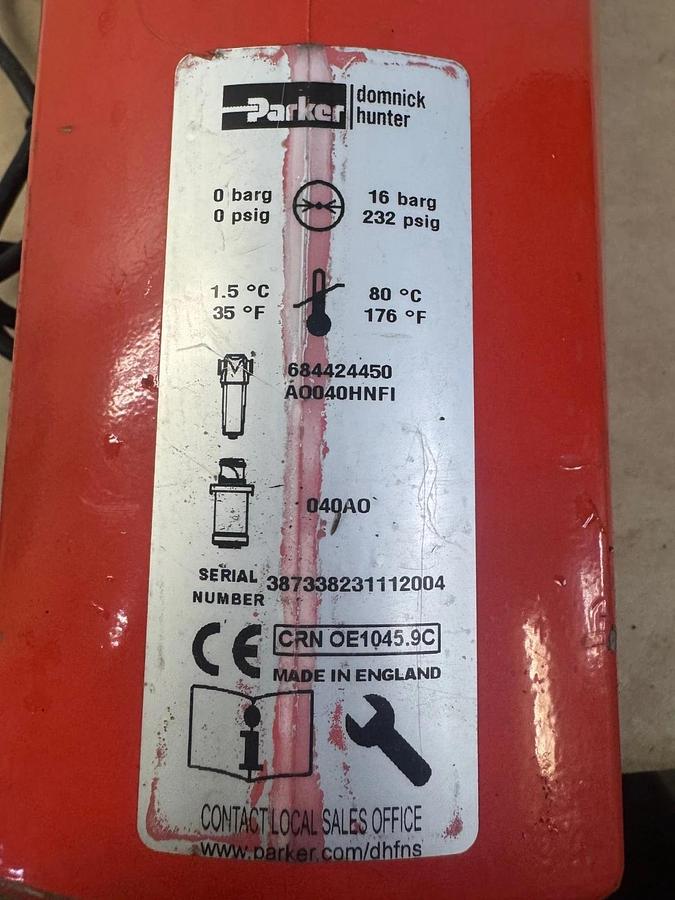 Parker
domnick
hunter
0 barg
0 psig
16 barg
232 psig
1.5 °C
35 °F
80 °C
176 °F
684424450
AO040HNFI
040AO
SERIAL
NUMBER
387338231112004
CE
CRN OE1045.9C
MADE IN ENGLAND
i
CONTACT LOCAL SALES OFFICE
www.parker.com/dhfns